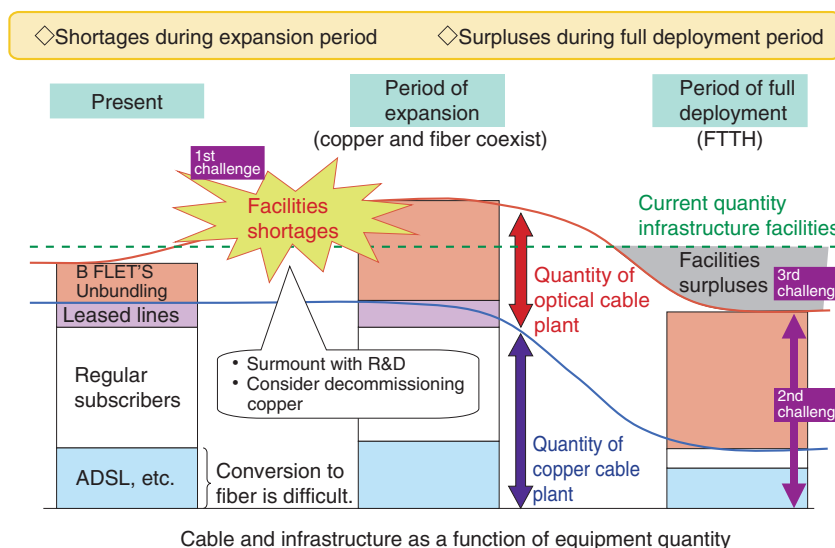 ◇Shortages during expansion period
◇Surpluses during full deployment period
Present
Period of
expansion
(copper and fiber coexist)
Period of full
deployment
(FTTH)
1st
challenge
Facilities
shortages
Current quantity
infrastructure facilities
B FLET'S
Unbundling
Leased lines
Regular
subscribers
ADSL, etc.
Conversion to
fiber is difficult.
• Surmount with R&D
• Consider decommissioning
copper
Quantity of
optical cable
plant
Quantity of
copper cable
plant
Facilities
surpluses
3rd
challeng
2nd
challeng
Cable and infrastructure as a function of equipment quantity